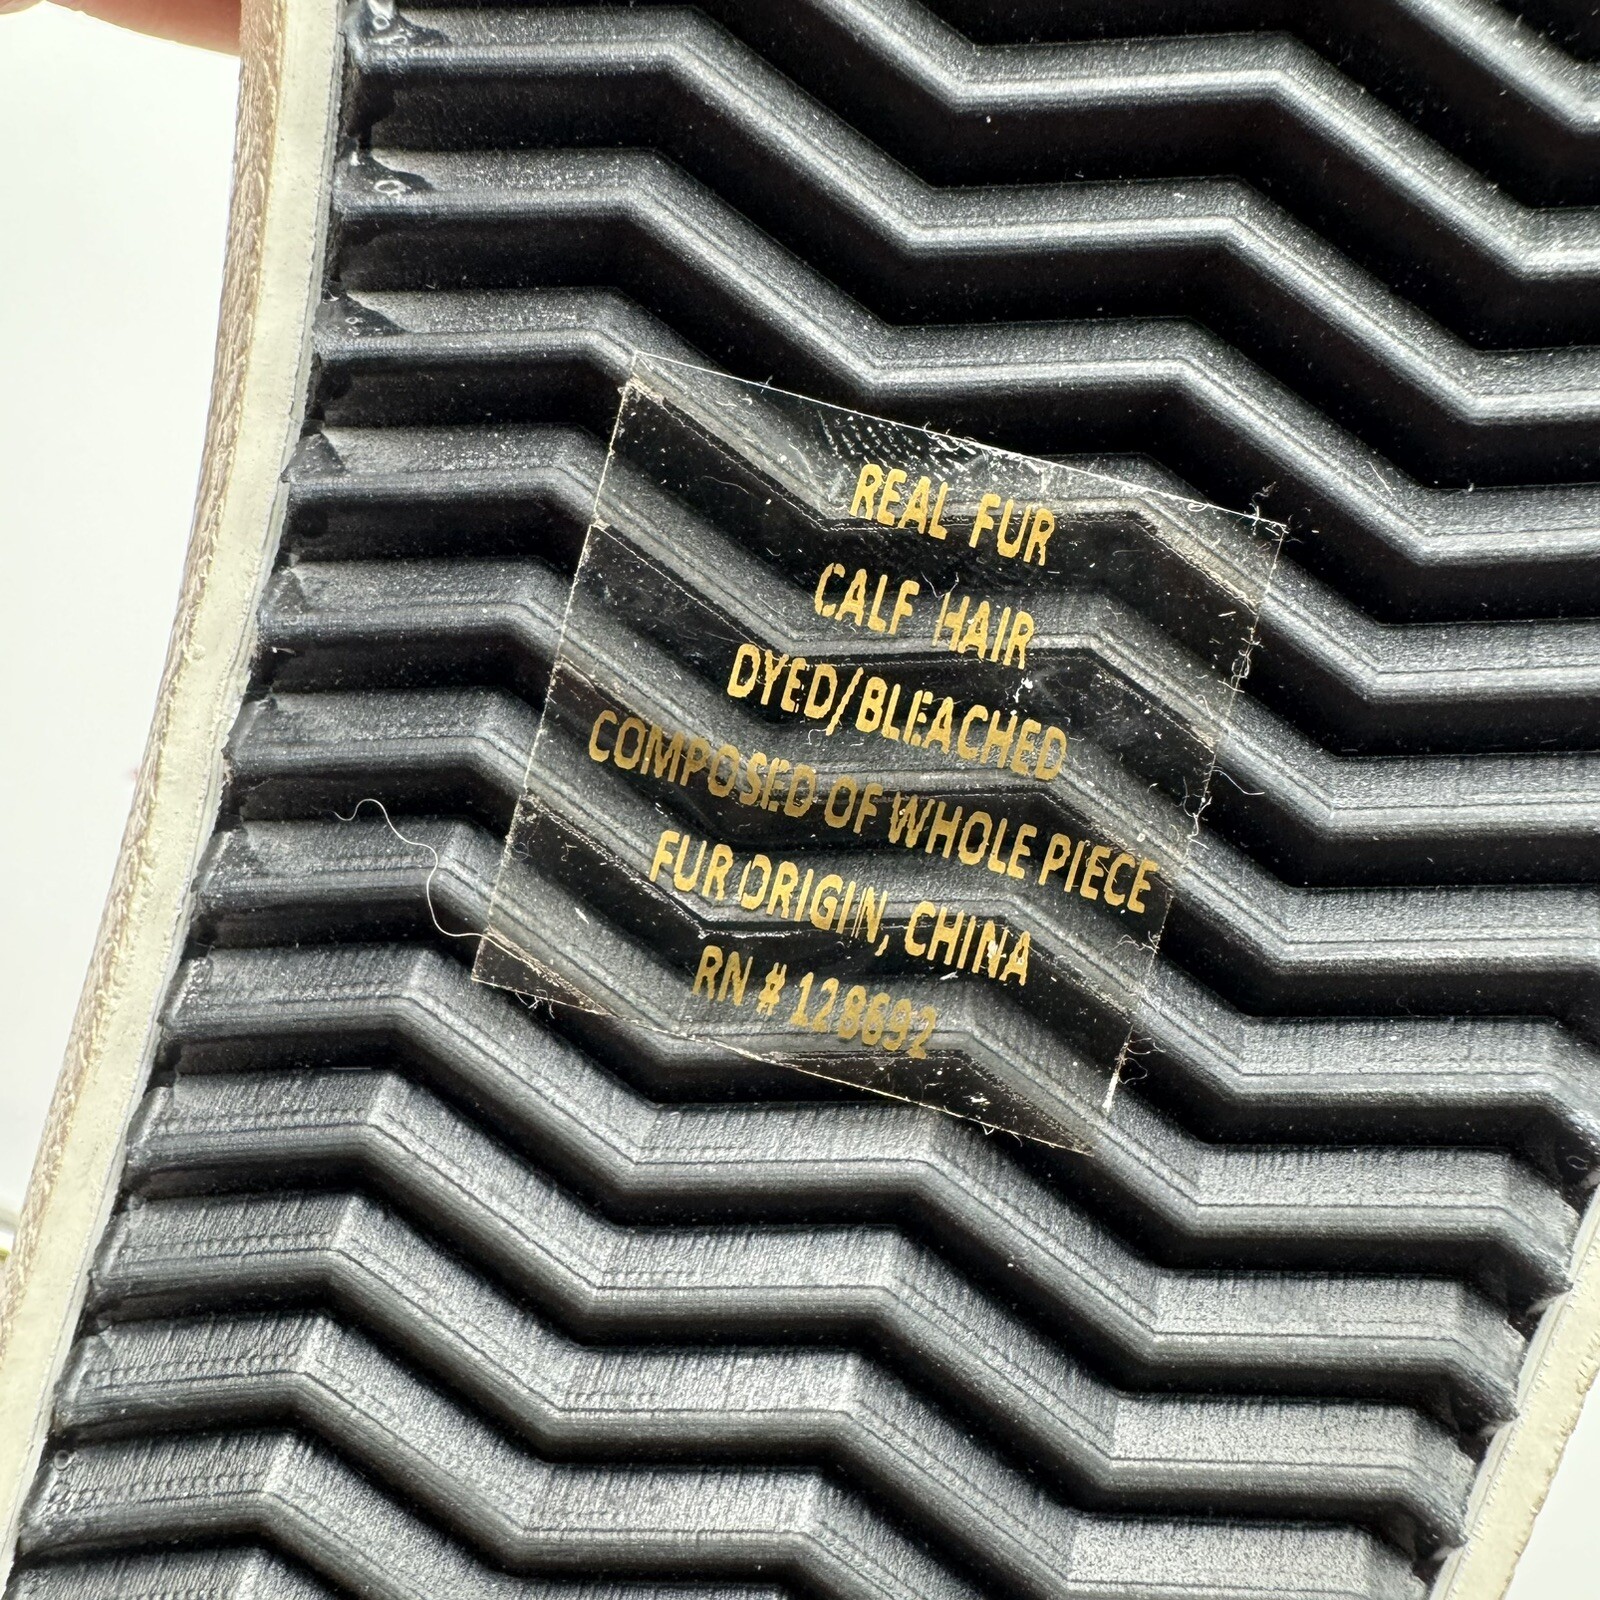 REAL FUR
CALF HAIR
DYED/BLEACHED
COMPOSED OF WHOLE PIECE
FUR ORIGIN, CHINA
RN # 128692